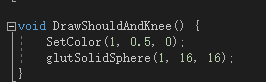 void DrawShouldAndKnee() {
    SetColor(1, 0.5, 0);
    glutSolidSphere(1, 16, 16);
}